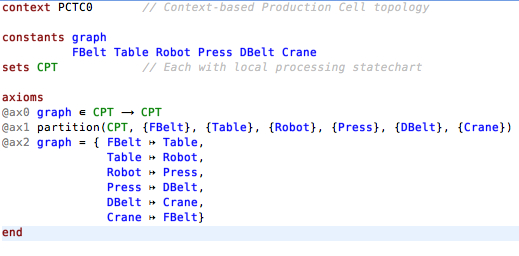 context PCTC0 // Context-based Production Cell topology
constants graph
FBelt Table Robot Press DBelt Crane
sets CPT // Each with local processing statechart
axioms
@ax0 graph ∈ CPT → CPT
@ax1 partition(CPT, {FBelt}, {Table}, {Robot}, {Press}, {DBelt}, {Crane})
@ax2 graph = { FBelt ↦ Table,
Table ↦ Robot,
Robot ↦ Press,
Press ↦ DBelt,
DBelt ↦ Crane,
Crane ↦ FBelt}
end